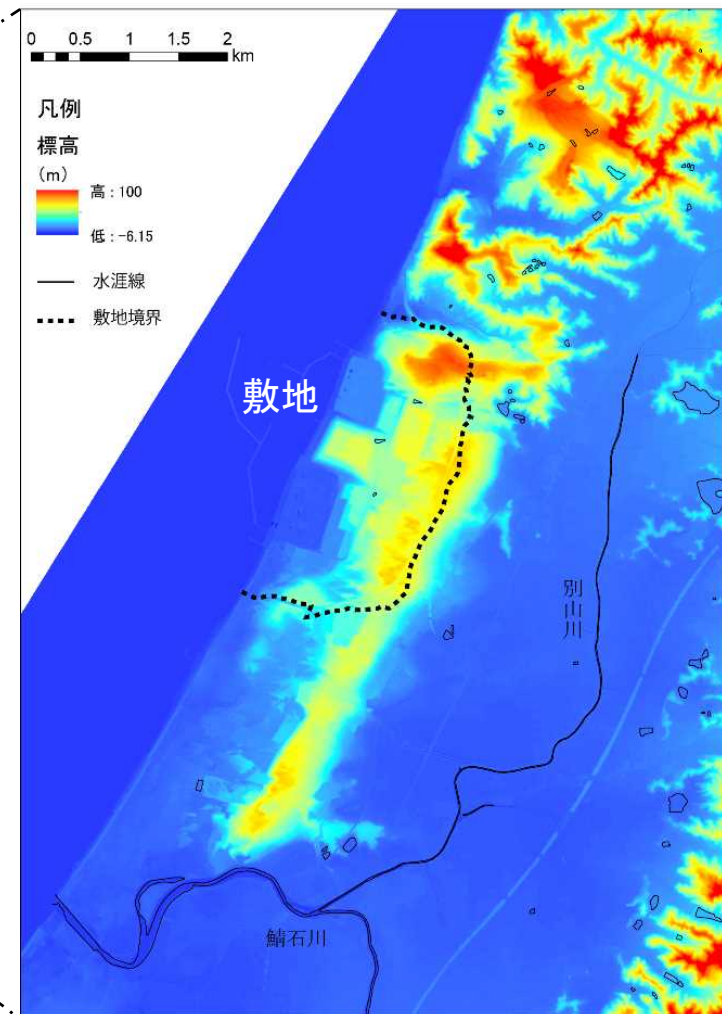 0 0.5 1 1.5 2
km
凡例
標高
(m)
高 : 100
低 : -6.15
水涯線
敷地境界
敷地
別山川
鯖石川